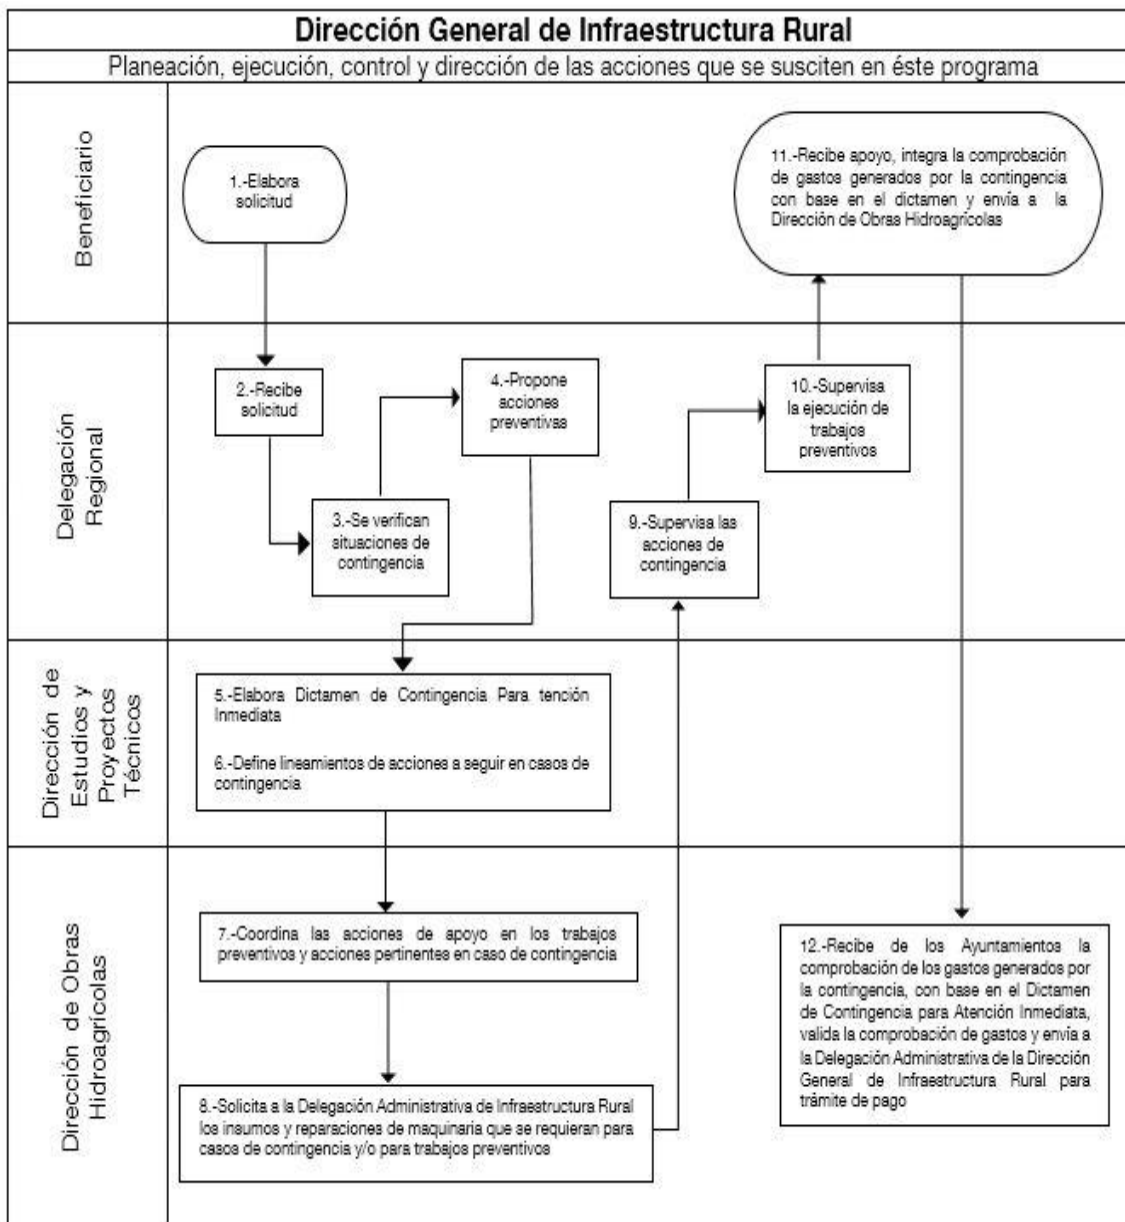 Dirección General de Infraestructura Rural
Planeación, ejecución, control y dirección de las acciones que se susciten en éste programa
Beneficiario
1.-Elabora
solicitud
11.-Recibe apoyo, integra la comprobación
de gastos generados por la contingencia
con base en el dictamen y envía a la
Dirección de Obras Hidroagrícolas
Delegación
Regional
2.-Recibe
solicitud
3.-Se verifican
situaciones de
contingencia
4.-Propone
acciones
preventivas
9.-Supervisa las
acciones de
contingencia
10.-Supervisa
la ejecución de
trabajos
preventivos
Dirección de
Estudios y
Proyectos
Técnicos
5.-Elabora Dictamen de Contingencia Para tención
Inmediata
6.-Define lineamientos de acciones a seguir en casos de
contingencia
Dirección de Obras
Hidroagrícolas
7.-Coordina las acciones de apoyo en los trabajos
preventivos y acciones pertinentes en caso de contingencia
8.-Solicita a la Delegación Administrativa de Infraestructura Rural
los insumos y reparaciones de maquinaria que se requieran para
casos de contingencia y/o para trabajos preventivos
12.-Recibe de los Ayuntamientos la
comprobación de los gastos generados por
la contingencia, con base en el Dictamen
de Contingencia para Atención Inmediata,
valida la comprobación de gastos y envía a
la Delegación Administrativa de la Dirección
General de Infraestructura Rural para
trámite de pago